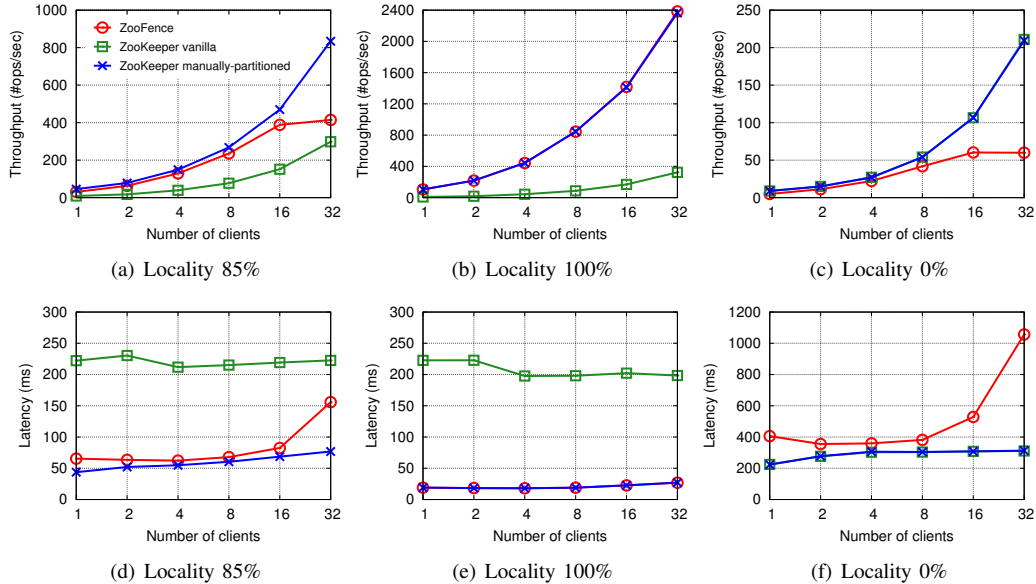 1000
800
600
400
200
0
Throughput (#ops/sec)
ZooFence
ZooKeeper vanilla
ZooKeeper manually-partitioned
1 2 4 8 16 32
Number of clients
(a) Locality 85%
2400
2000
1600
1200
800
400
0
Throughput (#ops/sec)
1 2 4 8 16 32
Number of clients
(b) Locality 100%
250
200
150
100
50
0
Throughput (#ops/sec)
1 2 4 8 16 32
Number of clients
(c) Locality 0%
300
250
200
150
100
50
0
Latency (ms)
1 2 4 8 16 32
Number of clients
(d) Locality 85%
300
250
200
150
100
50
0
Latency (ms)
1 2 4 8 16 32
Number of clients
(e) Locality 100%
1200
1000
800
600
400
200
0
Latency (ms)
1 2 4 8 16 32
Number of clients
(f) Locality 0%